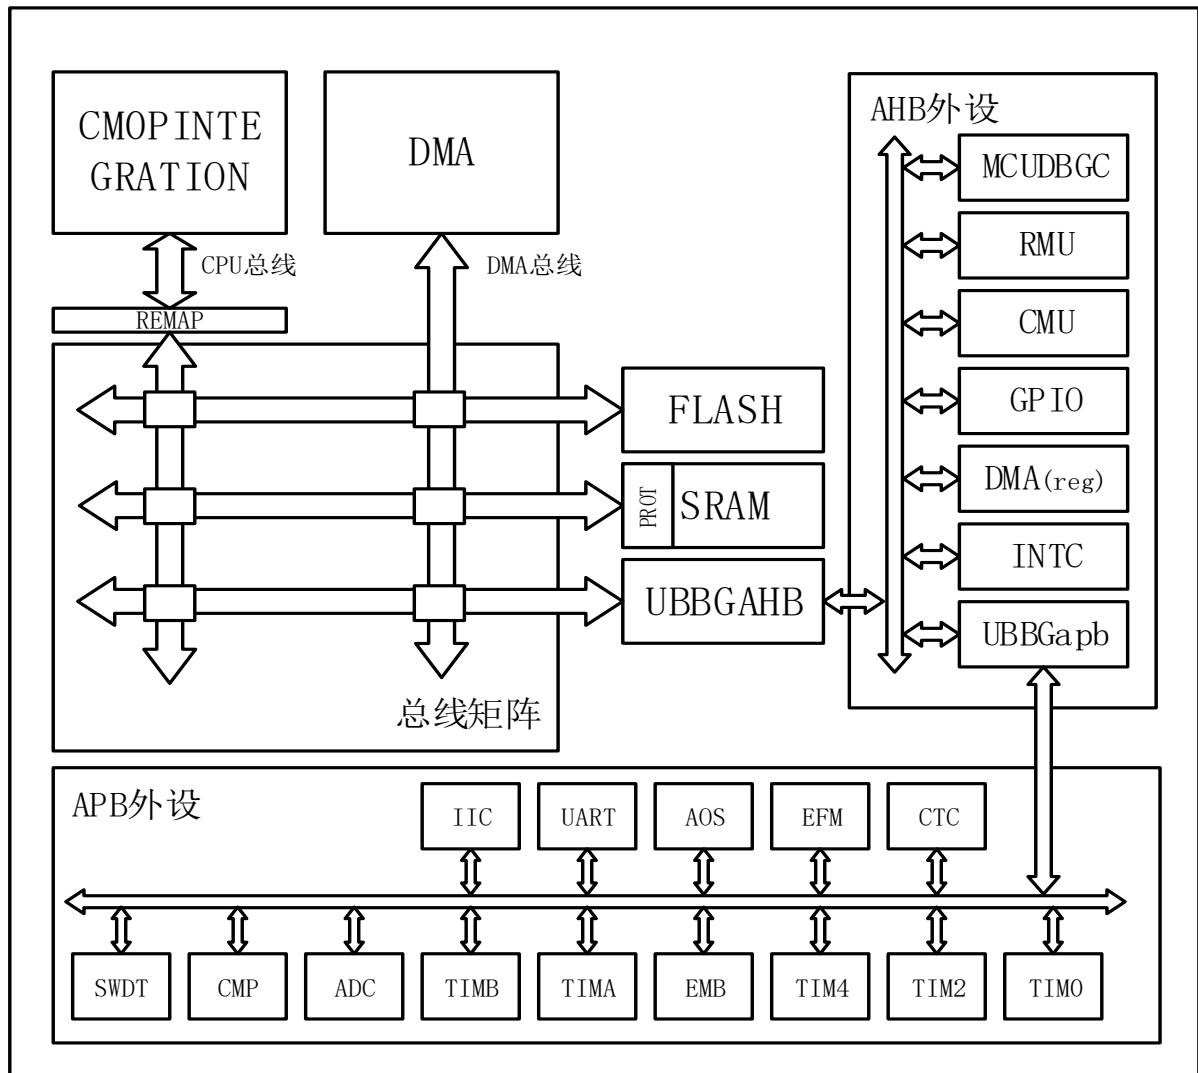 CMOPINTE
GRATION
DMA
CPU总线
DMA总线
REMAP
FLASH
PROT
SRAM
UBBGAHB
总线矩阵
AHB外设
MCUDBGC
RMU
CMU
GPIO
DMA(reg)
INTC
UBBGapb
APB外设
IIC
UART
AOS
EFM
CTC
SWDT
CMP
ADC
TIMB
TIMA
EMB
TIM4
TIM2
TIM0